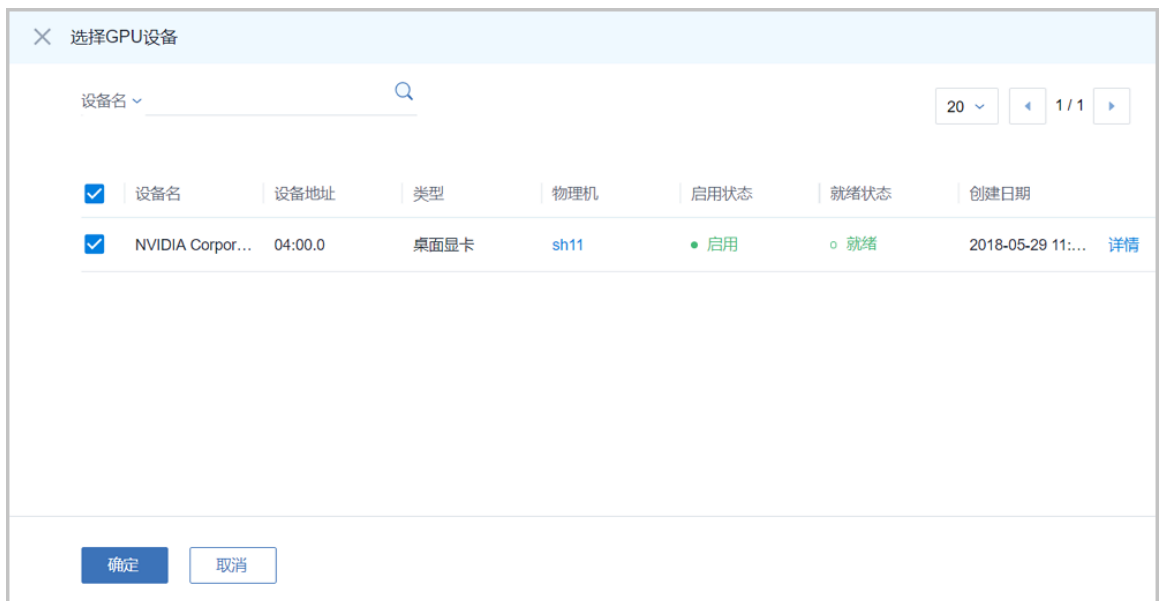 选择GPU设备
设备名
20 1 / 1
设备名 设备地址 类型 物理机 启用状态 就绪状态 创建日期
NVIDIA Corpor... 04:00.0 桌面显卡 sh11 启用 就绪 2018-05-29 11:... 详情
确定 取消